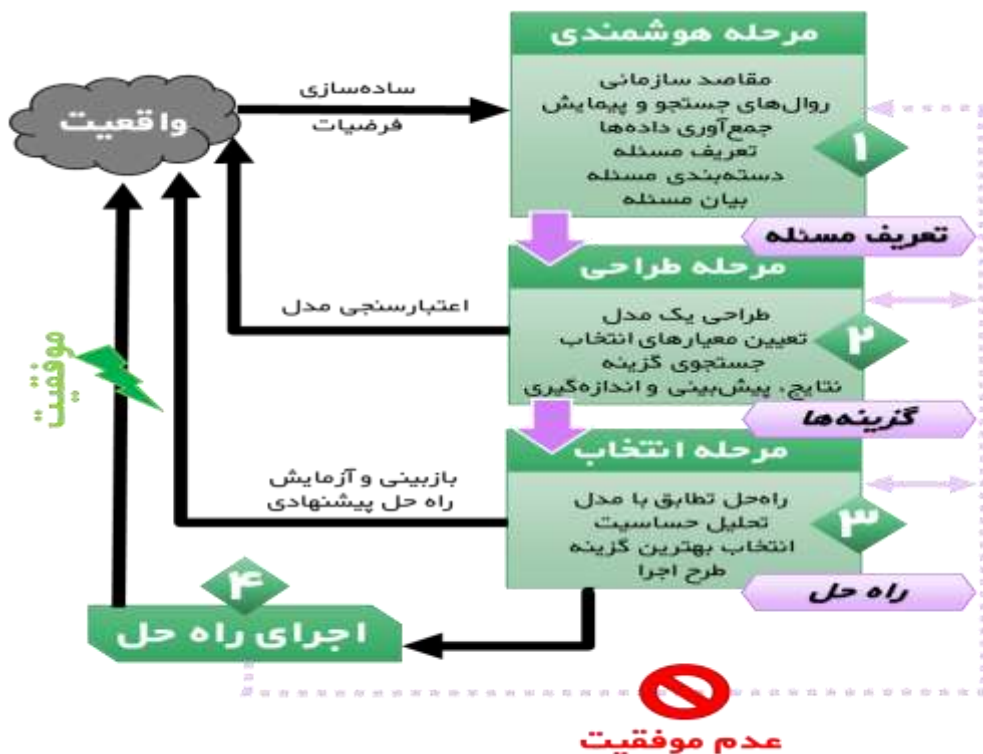 مرحله هوشمندی
مقاصد سازمانی
روال‌های جستجو و پیمایش
جمع‌آوری داده‌ها
تعریف مسئله
دسته‌بندی مسئله
بیان مسئله
۱
تعریف مسئله
ساده‌سازی
فرضیات
واقعیت
مرحله طراحی
طراحی یک مدل
تعیین معیارهای انتخاب
جستجوی گزینه
نتایج، پیش‌بینی و اندازه‌گیری
۲
گزینه‌ها
اعتبارسنجی مدل
مرحله انتخاب
راه‌حل تطابق با مدل
تحلیل حساسیت
انتخاب بهترین گزینه
طرح اجرا
۳
راه حل
بازبینی و آزمایش
راه حل پیشنهادی
موفقیت
۴
اجرای راه حل
عدم موفقیت